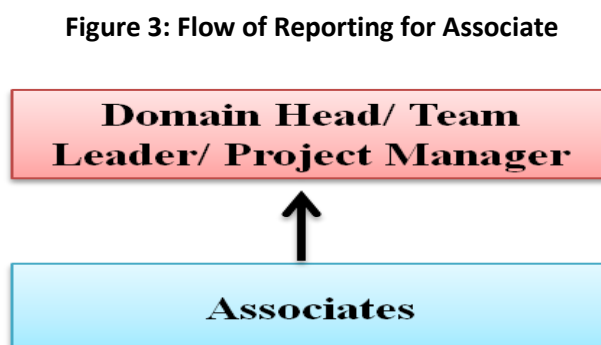 Figure 3: Flow of Reporting for Associate
Domain Head/ Team
Leader/ Project Manager
Associates